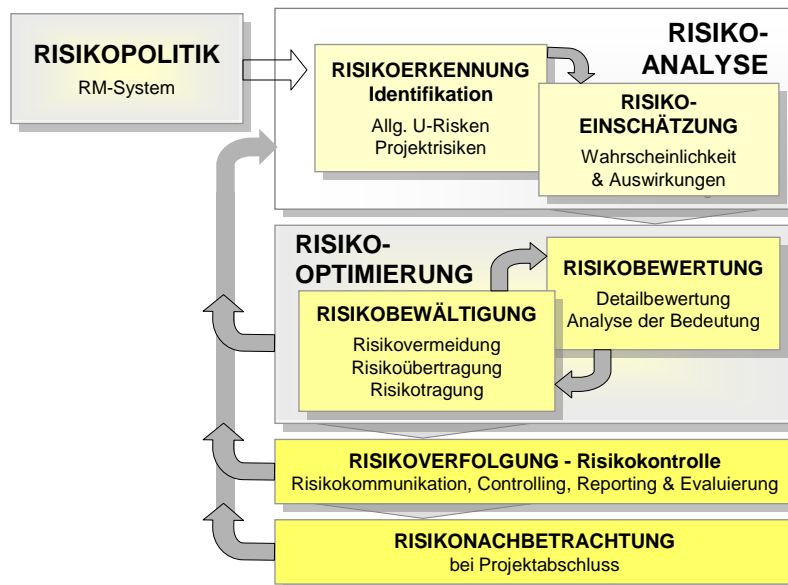 RISIKOPOLITIK
RM-System
RISIKO-
ANALYSE
RISIKOERKENNUNG
Identifikation
Allg. U-Risken
Projektrisiken
RISIKO-
EINSCHÄTZUNG
Wahrscheinlichkeit
& Auswirkungen
RISIKO-
OPTIMIERUNG
RISIKOBEWERTUNG
Detailbewertung
Analyse der Bedeutung
RISIKOBEWÄLTIGUNG
Risikovermeidung
Risikoübertragung
Risikotragung
RISIKOVERFOLGUNG - Risikokontrolle
Risikokommunikation, Controlling, Reporting & Evaluierung
RISIKONACHBETRACHTUNG
bei Projektabschluss